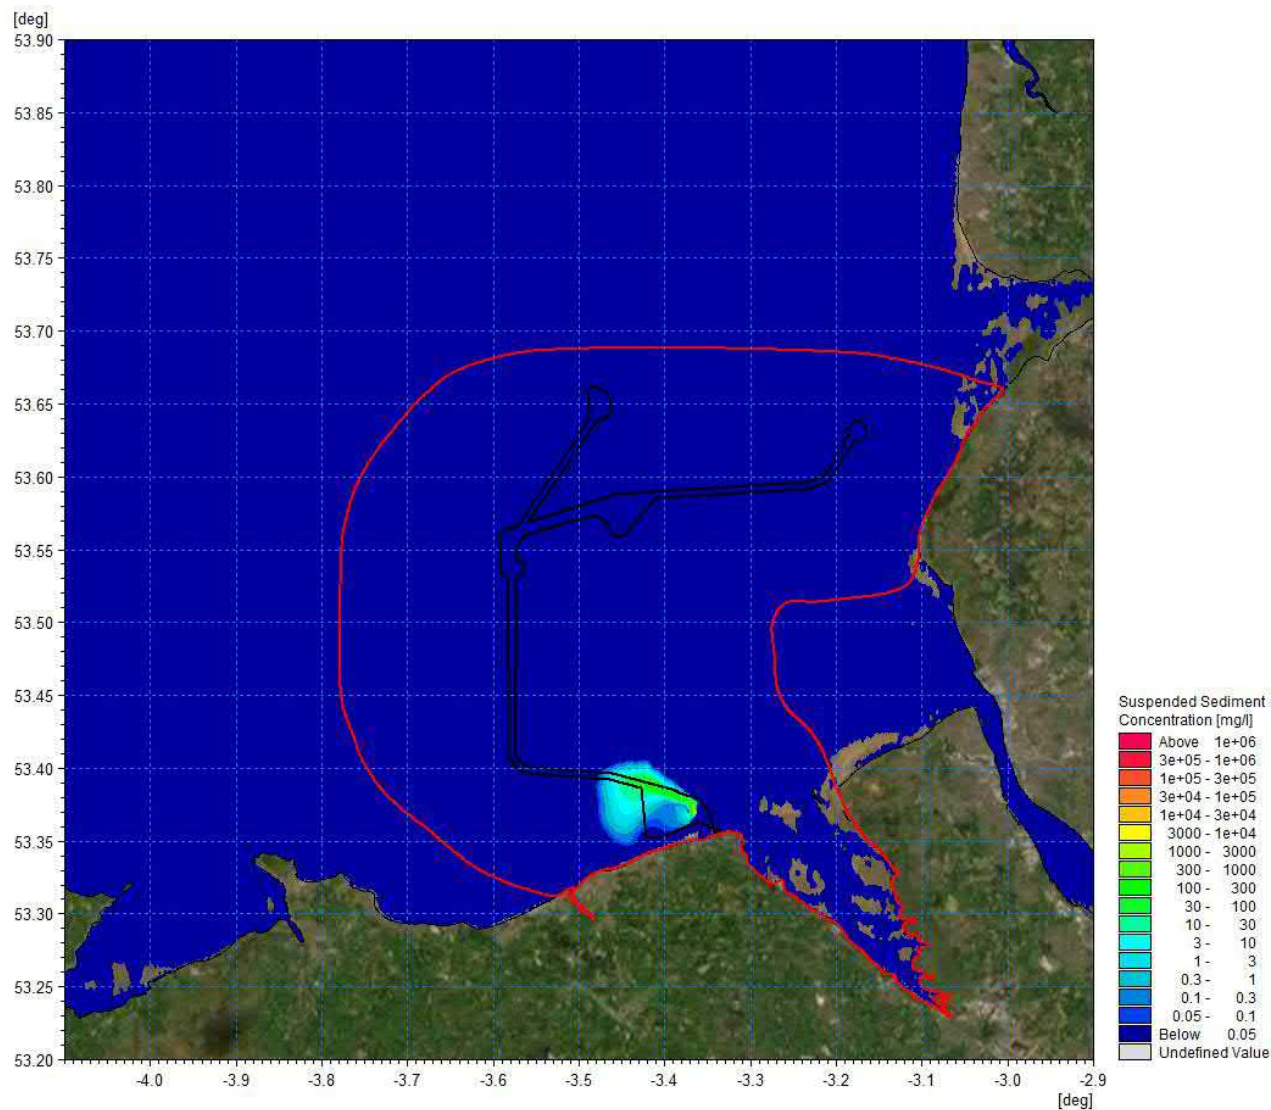 [deg]
53.90
53.85
53.80
53.75
53.70
53.65
53.60
53.55
53.50
53.45
53.40
53.35
53.30
53.25
53.20
-4.0 -3.9 -3.8 -3.7 -3.6 -3.5 -3.4 -3.3 -3.2 -3.1 -3.0 -2.9
[deg]
Suspended Sediment
Concentration [mg/l]
Above 1e+06
3e+05 - 1e+06
1e+05 - 3e+05
3e+04 - 1e+05
1e+04 - 3e+04
3000 - 1e+04
1000 - 3000
300 - 1000
100 - 300
30 - 100
10 - 30
3 - 10
1 - 3
0.3 - 1
0.1 - 0.3
0.05 - 0.1
Below 0.05
Undefined Value